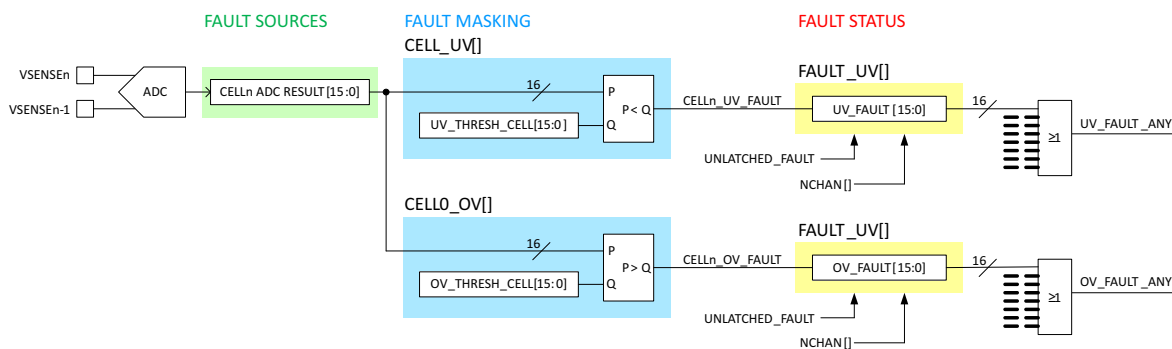 FAULT SOURCES
FAULT MASKING
FAULT STATUS
CELL_UV[]
VSENSEn
VSENSEn-1
ADC
CELLn ADC RESULT[15:0]
16
P
Q
P< Q
UV_THRESH_CELL[15:0]
CELLn_UV_FAULT
FAULT_UV[]
UV_FAULT[15:0]
16
≥1
UV_FAULT_ANY
UNLATCHED_FAULT
NCHAN[]
CELL0_OV[]
16
P
Q
P> Q
OV_THRESH_CELL[15:0]
CELLn_OV_FAULT
FAULT_UV[]
OV_FAULT[15:0]
16
≥1
OV_FAULT_ANY
UNLATCHED_FAULT
NCHAN[]